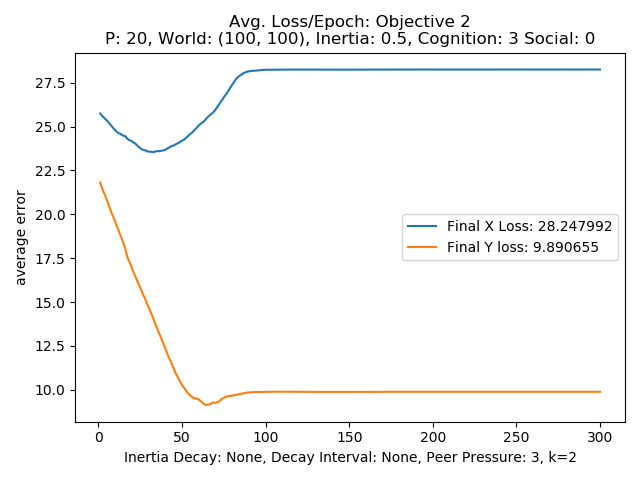 Avg. Loss/Epoch: Objective 2
P: 20, World: (100, 100), Inertia: 0.5, Cognition: 3 Social: 0
27.5
25.0
22.5
20.0
17.5
15.0
12.5
10.0
average error
Final X Loss: 28.247992
Final Y loss: 9.890655
0 50 100 150 200 250 300
Inertia Decay: None, Decay Interval: None, Peer Pressure: 3, k=2